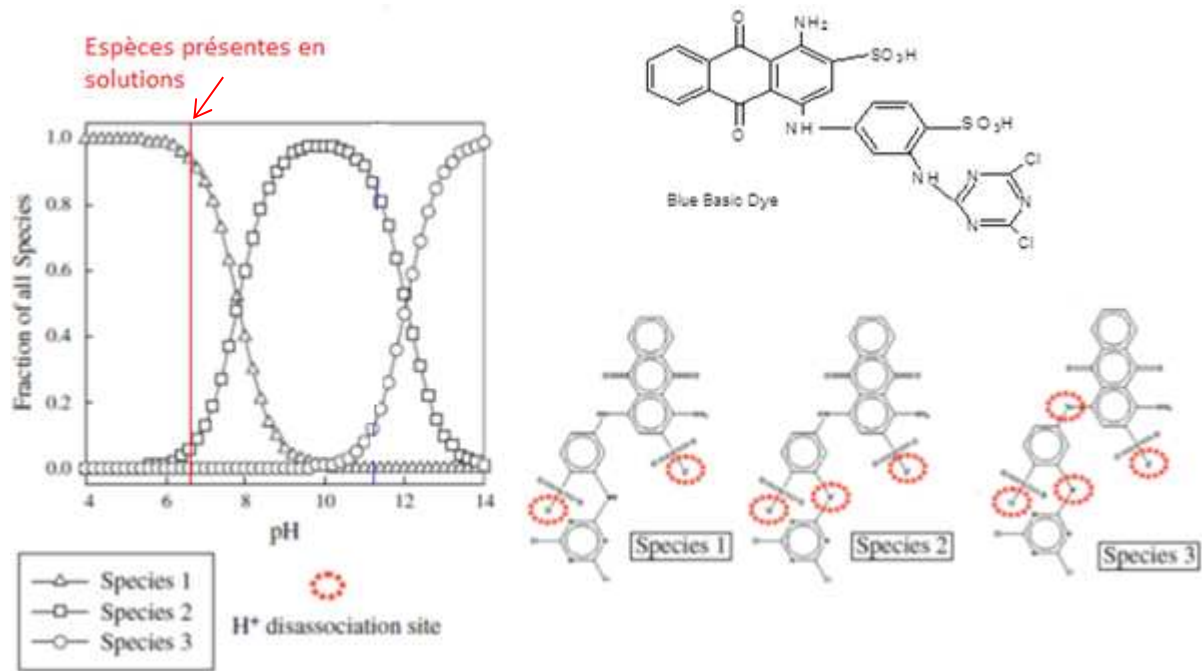 Espèces présentes en
solutions
Fraction of all Species
1.0
0.8
0.6
0.4
0.2
0.0
4
6
8
10
12
14
pH
Species 1
Species 2
Species 3
H* disassociation site
O
NH₂
SO₃H
O
NH
SO₃H
NH
Cl
N
N
N
Cl
Blue Basic Dye
Species 1
Species 2
Species 3